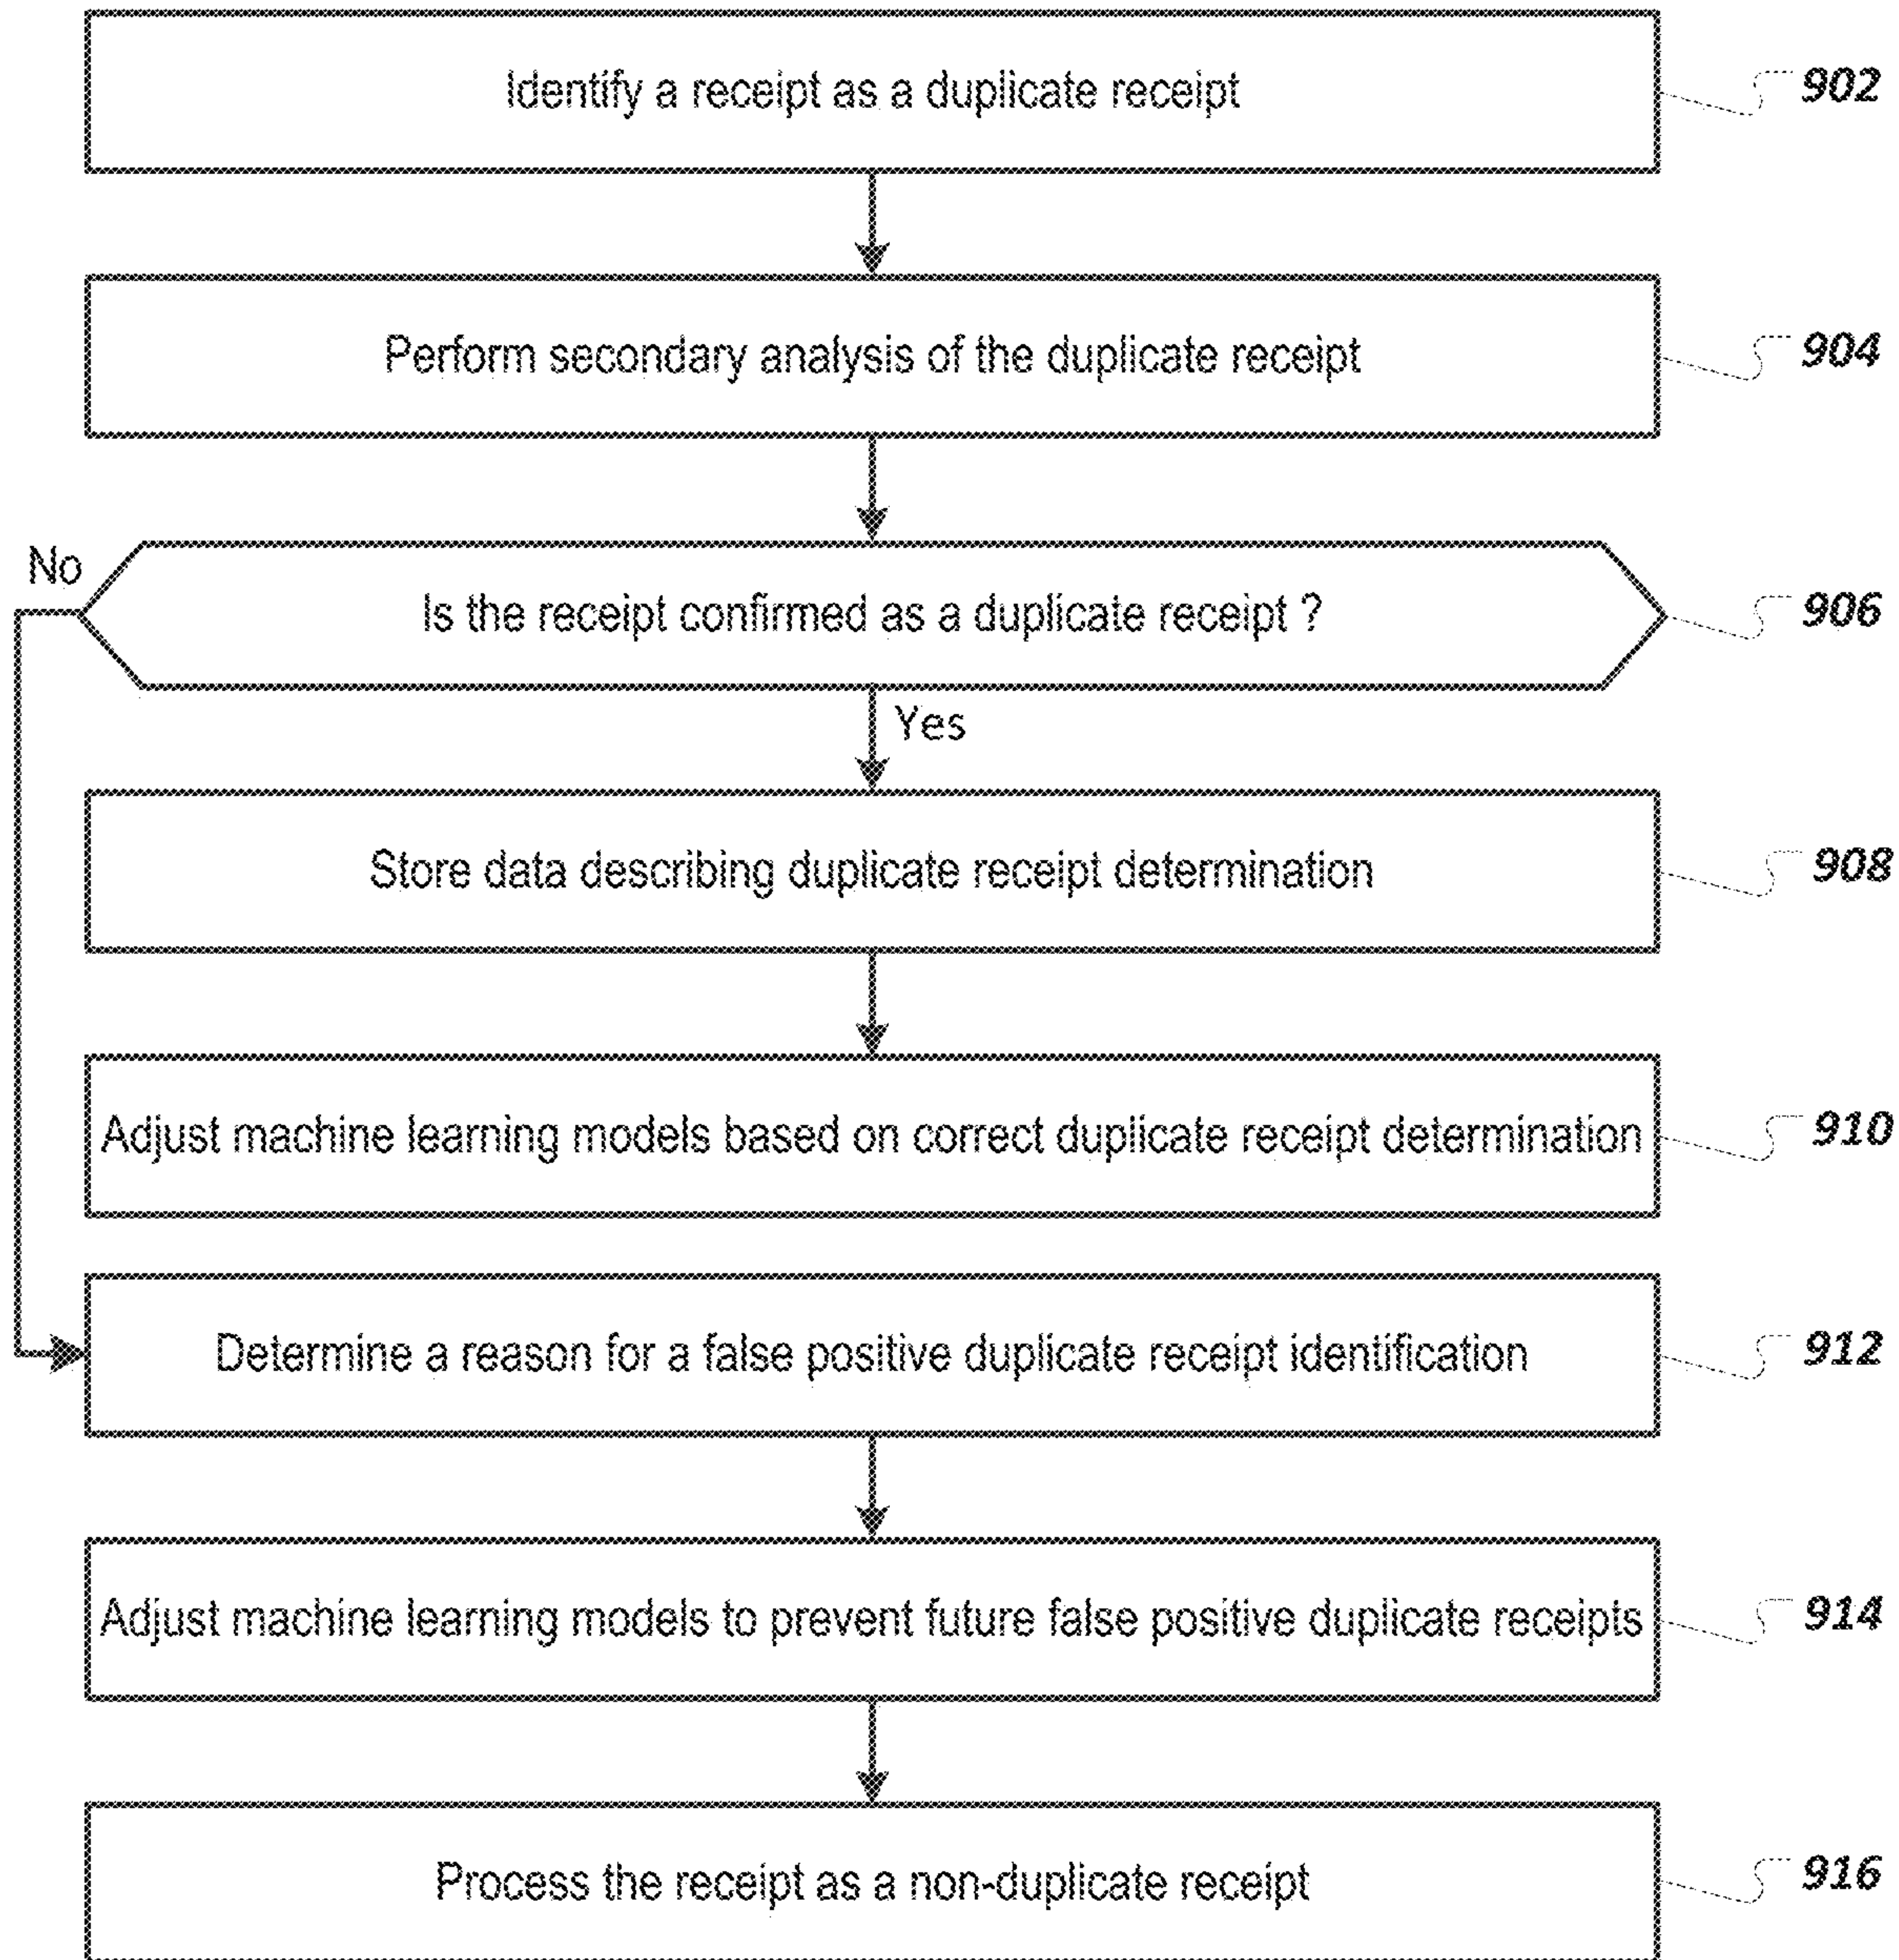 Identify a receipt as a duplicate receipt
902
Perform secondary analysis of the duplicate receipt
904
No
Is the receipt confirmed as a duplicate receipt ?
906
Yes
Store data describing duplicate receipt determination
908
Adjust machine learning models based on correct duplicate receipt determination
910
Determine a reason for a false positive duplicate receipt identification
912
Adjust machine learning models to prevent future false positive duplicate receipts
914
Process the receipt as a non-duplicate receipt
916